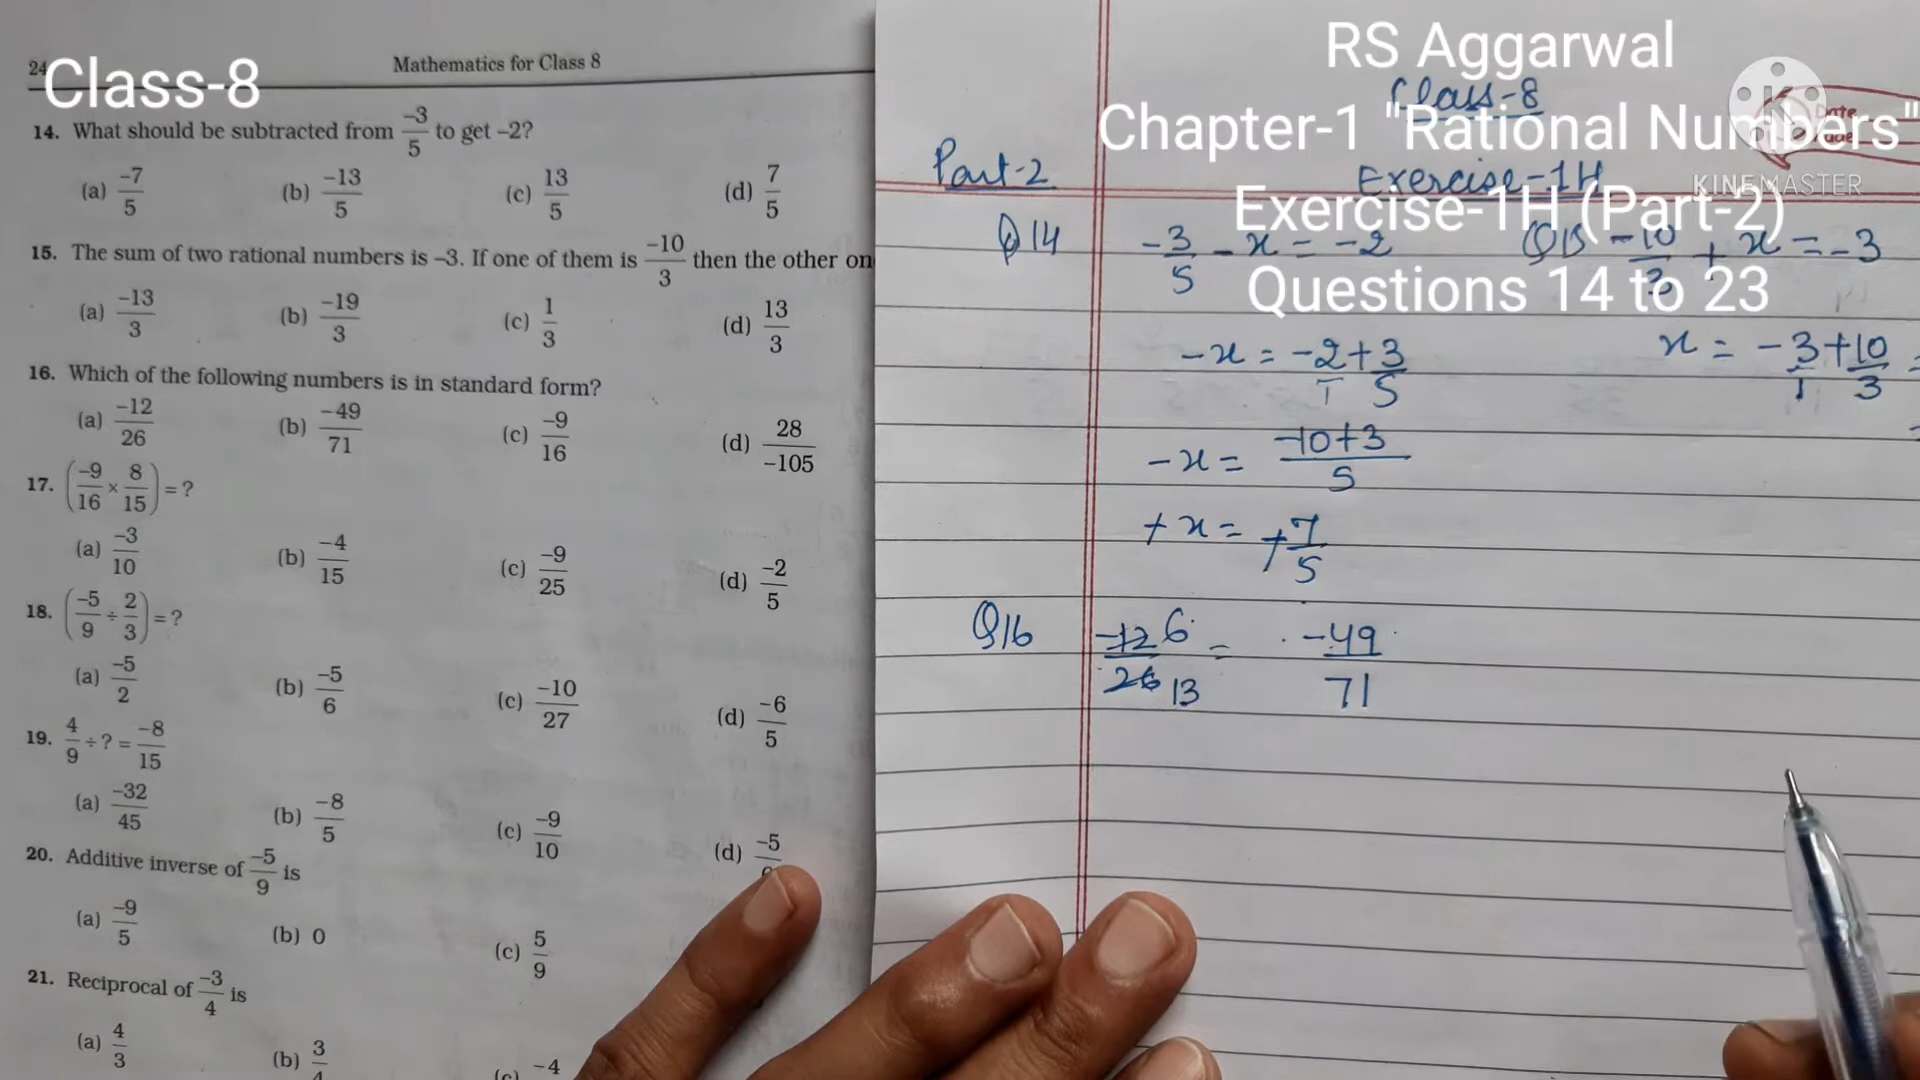 24
Mathematics for Class 8
Class-8
14. What should be subtracted from -3/5 to get -2?
(a) -7/5 (b) -13/5 (c) 13/5 (d) 7/5
15. The sum of two rational numbers is -3. If one of them is -10/3 then the other on
(a) -13/3 (b) -19/3 (c) 1/3 (d) 13/3
16. Which of the following numbers is in standard form?
(a) -12/26 (b) -49/71 (c) -9/16 (d) 28/-105
17. (-9/16 × 8/15) = ?
(a) -3/10 (b) -4/15 (c) -9/25 (d) -2/5
18. (-5/9 ÷ 2/3) = ?
(a) -5/2 (b) -5/6 (c) -10/27 (d) -6/5
19. 4/9 ÷ ? = -8/15
(a) -32/45 (b) -8/5 (c) -9/10 (d) -5/
20. Additive inverse of -5/9 is
(a) -9/5 (b) 0 (c) 5/9
21. Reciprocal of -3/4 is
(a) 4/3 (b) 3/4 (c) -4
RS Aggarwal
Class-8
Chapter-1 "Rational Numbers"
Date
Part-2
Exercise-1H
KINEMASTER
Exercise-1H (Part-2)
Questions 14 to 23
Q14 -3/5 - x = -2
-x = -2/1 + 3/5
-x = -10+3/5
+x = +7/5
Q15 -10/3 + x = -3
x = -3/1 + 10/3 =
Q16 -12/26 6/13 = -49/71